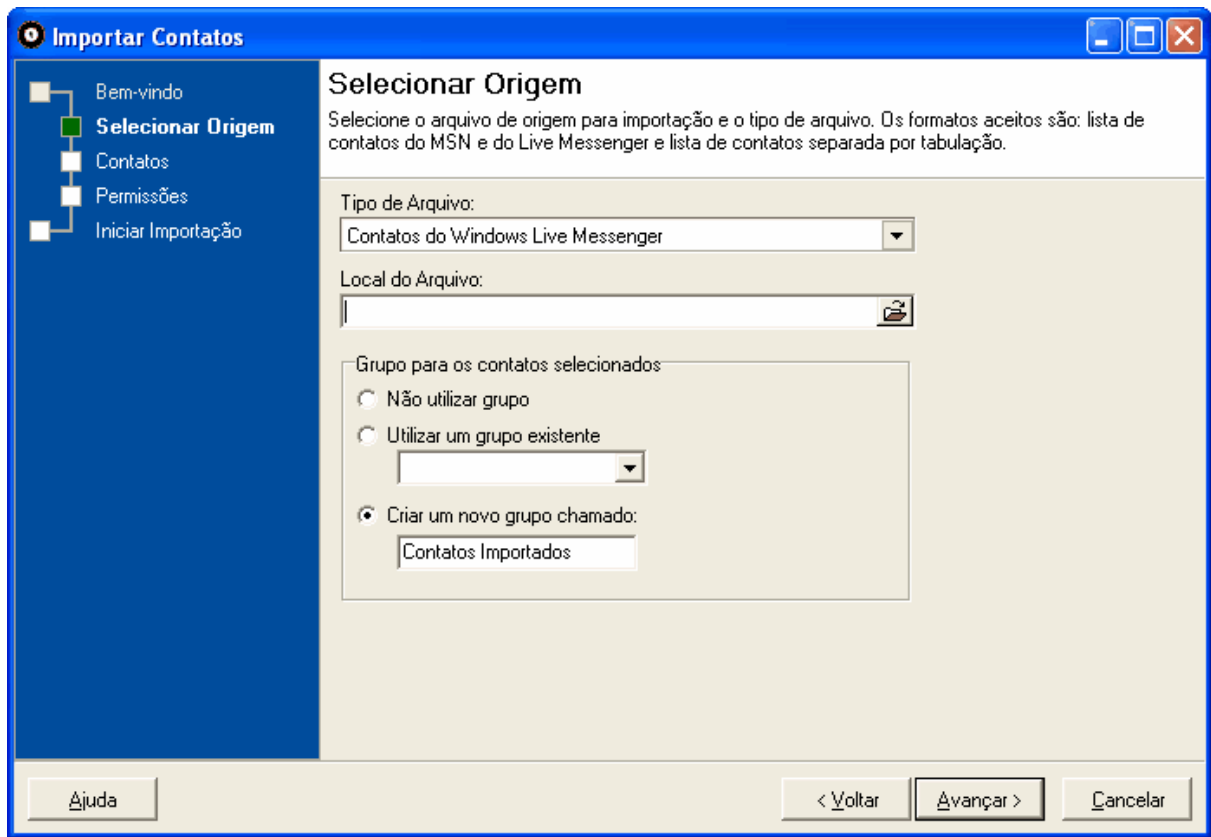 Importar Contatos
Bem-vindo
Selecionar Origem
Contatos
Permissões
Iniciar Importação
Selecionar Origem
Selecione o arquivo de origem para importação e o tipo de arquivo. Os formatos aceitos são: lista de
contatos do MSN e do Live Messenger e lista de contatos separada por tabulação.
Tipo de Arquivo:
Contatos do Windows Live Messenger
Local do Arquivo:
Grupo para os contatos selecionados
Não utilizar grupo
Utilizar um grupo existente
Criar um novo grupo chamado:
Contatos Importados
Ajuda
< Voltar
Avançar >
Cancelar